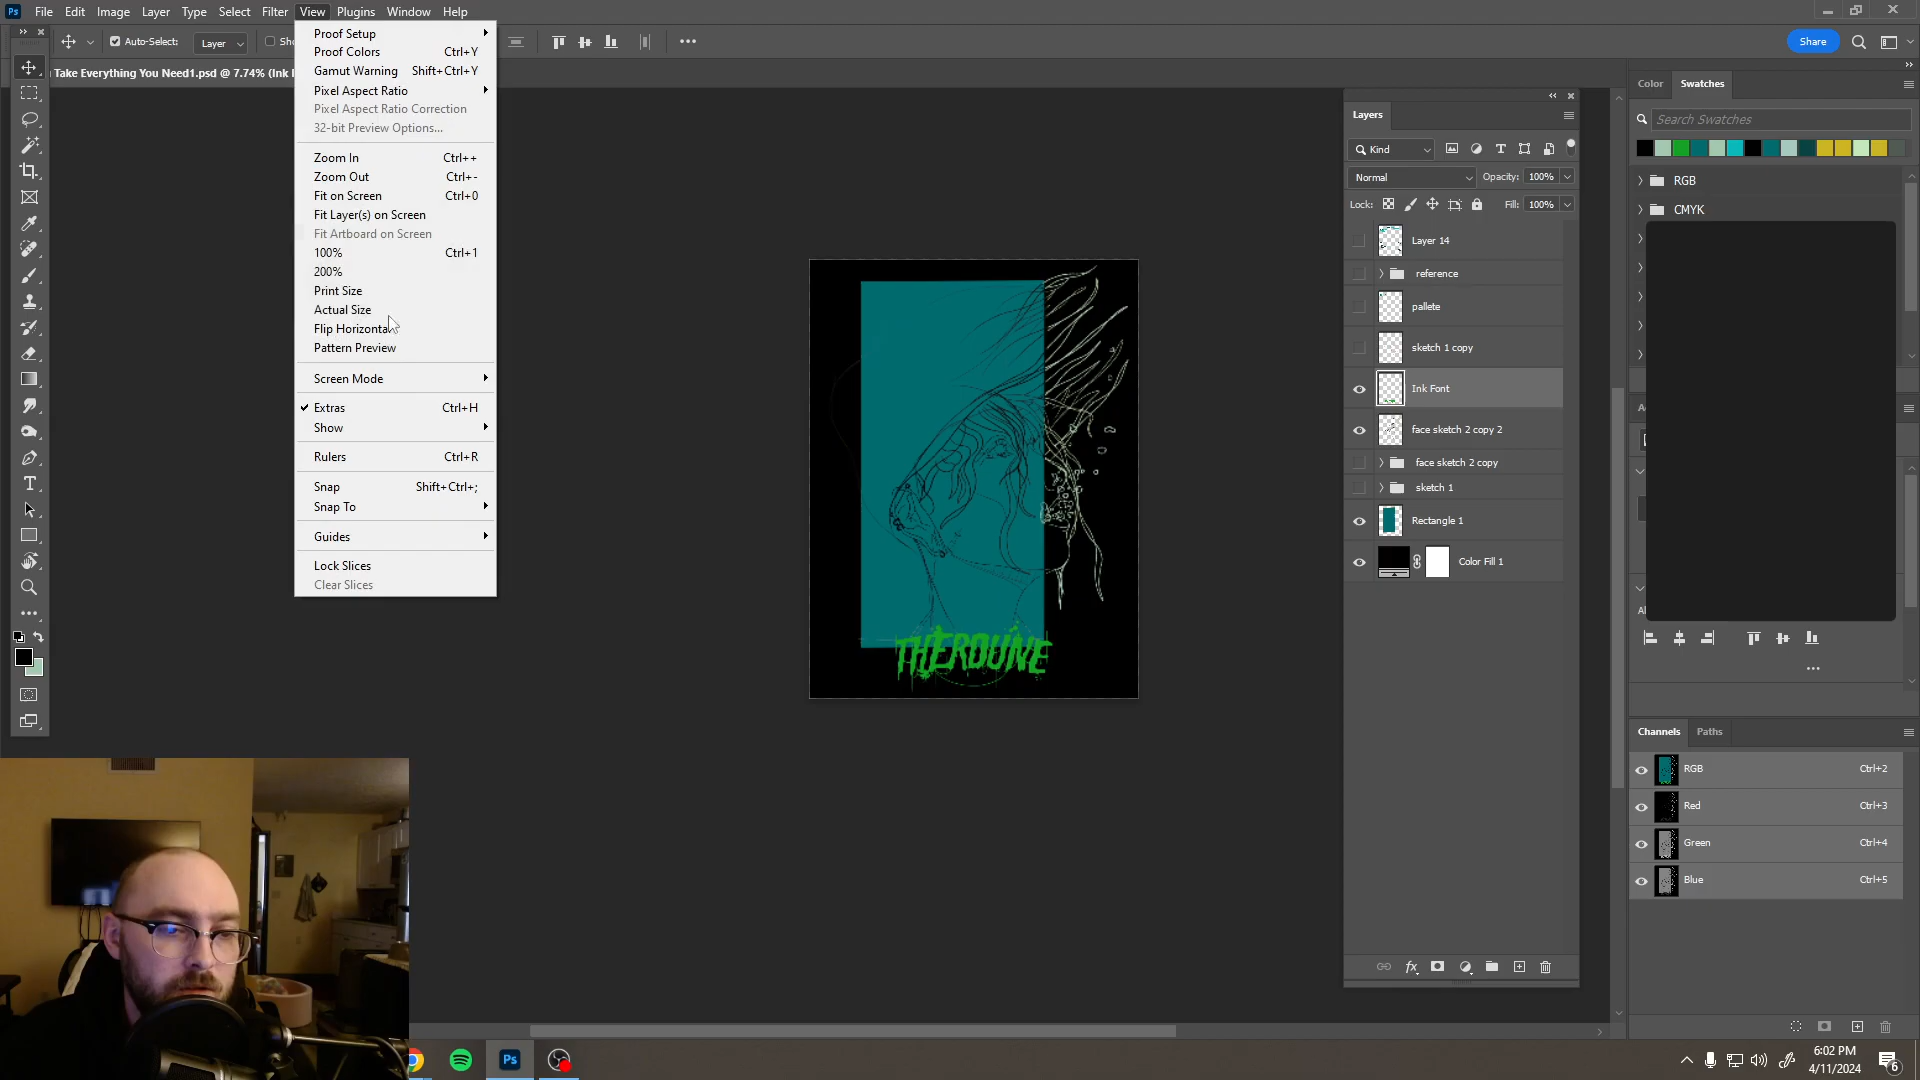 Ps File Edit Image Layer Type Select Filter View Plugins Window Help
Auto-Select: Layer Sho
Share
Take Everything You Need1.psd @ 7.74% (Ink
Proof Setup
Proof Colors Ctrl+Y
Gamut Warning Shift+Ctrl+Y
Pixel Aspect Ratio
Pixel Aspect Ratio Correction
32-bit Preview Options...
Zoom In Ctrl++
Zoom Out Ctrl+-
Fit on Screen Ctrl+0
Fit Layer(s) on Screen
Fit Artboard on Screen
100% Ctrl+1
200%
Print Size
Actual Size
Flip Horizontal
Pattern Preview
Screen Mode
Extras Ctrl+H
Show
Rulers Ctrl+R
Snap Shift+Ctrl+;
Snap To
Guides
Lock Slices
Clear Slices
Layers
Kind
Normal Opacity: 100%
Lock: Fill: 100%
Layer 14
reference
pallete
sketch 1 copy
Ink Font
face sketch 2 copy 2
face sketch 2 copy
sketch 1
Rectangle 1
Color Fill 1
fx
Color Swatches
Search Swatches
RGB
CMYK
Channels Paths
RGB Ctrl+2
Red Ctrl+3
Green Ctrl+4
Blue Ctrl+5
Ps
6:02 PM
4/11/2024
6